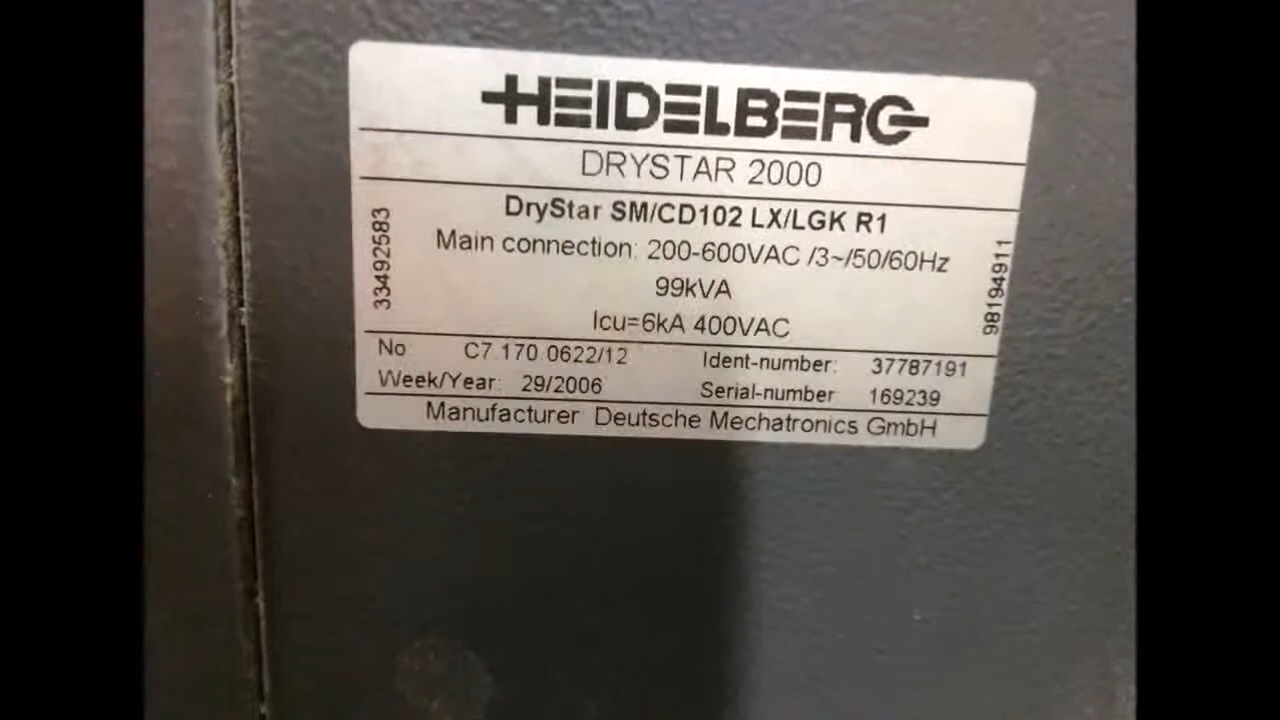 HEIDELBERG
DRYSTAR 2000
DryStar SM/CD102 LX/LGK R1
Main connection: 200-600VAC /3~/50/60Hz
99kVA
Icu=6kA 400VAC
33492583
98194911
No C7.170.0622/12 Ident-number: 37787191
Week/Year: 29/2006 Serial-number 169239
Manufacturer Deutsche Mechatronics GmbH